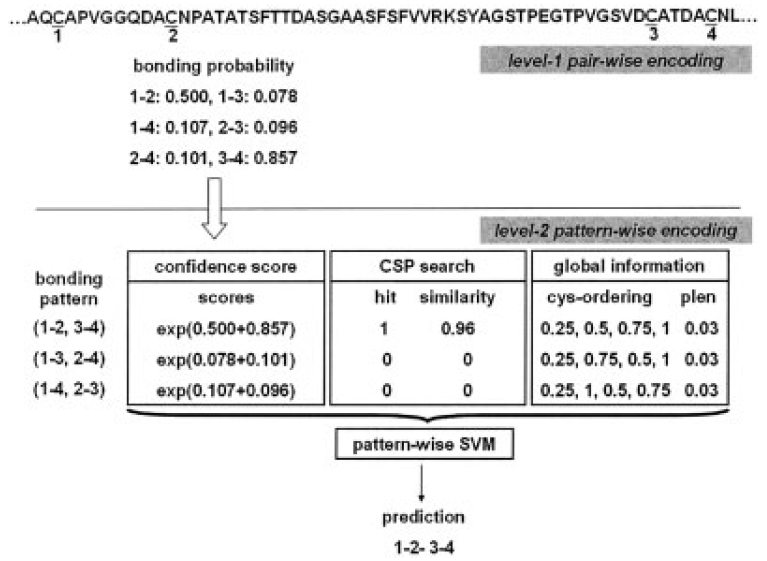 ...AQCAPVGGQDACNPATATSFTTDASGAASFSFVVRKSYAGSTPEGTPVGSVDCATDACNL...
1 2 3 4
bonding probability
level-1 pair-wise encoding
1-2: 0.500, 1-3: 0.078
1-4: 0.107, 2-3: 0.096
2-4: 0.101, 3-4: 0.857
level-2 pattern-wise encoding
bonding pattern
confidence score CSP search global information
scores hit similarity cys-ordering plen
(1-2, 3-4) exp(0.500+0.857) 1 0.96 0.25, 0.5, 0.75, 1 0.03
(1-3, 2-4) exp(0.078+0.101) 0 0 0.25, 0.75, 0.5, 1 0.03
(1-4, 2-3) exp(0.107+0.096) 0 0 0.25, 1, 0.5, 0.75 0.03
pattern-wise SVM
prediction
1-2- 3-4